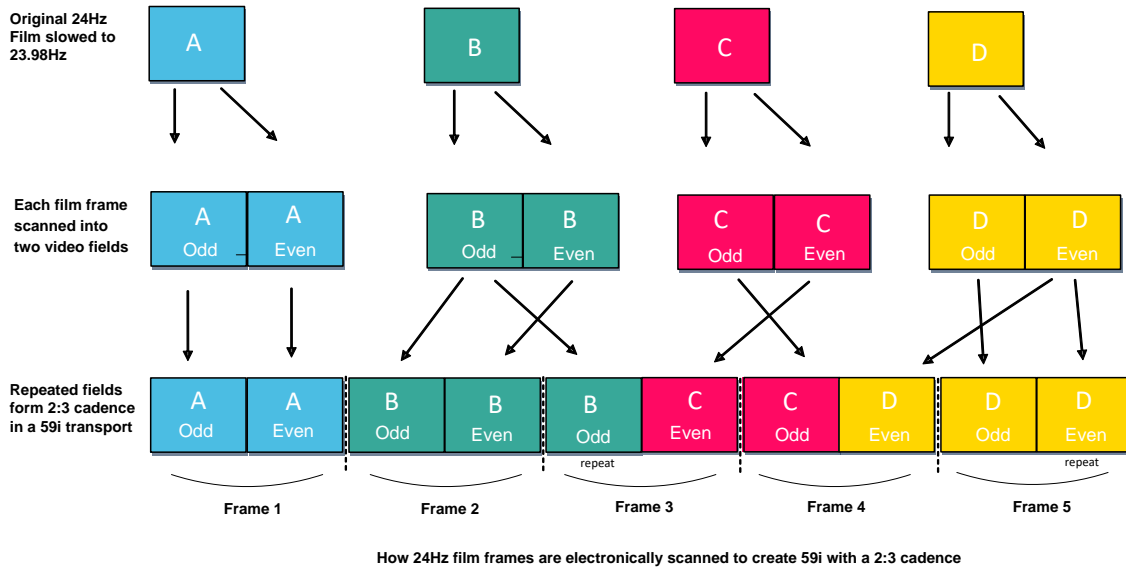 Original 24Hz
Film slowed to
23.98Hz
A
B
C
D
Each film frame
scanned into
two video fields
A
Odd
A
Even
B
Odd
B
Even
C
Odd
C
Even
D
Odd
D
Even
Repeated fields
form 2:3 cadence
in a 59i transport
A
Odd
A
Even
B
Odd
B
Even
B
Odd
C
Even
C
Odd
D
Even
D
Odd
D
Even
repeat
repeat
Frame 1
Frame 2
Frame 3
Frame 4
Frame 5
How 24Hz film frames are electronically scanned to create 59i with a 2:3 cadence